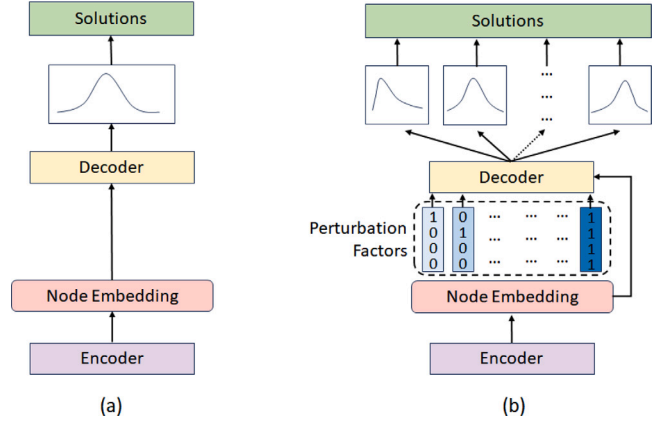 Solutions
Decoder
Node Embedding
Encoder
(a)
Solutions
... 
...
Decoder
Perturbation
Factors
1 0 ... ... ... 1
0 1 1
0 0 ... ... ... 1
0 0 ... ... ... 1
Node Embedding
Encoder
(b)